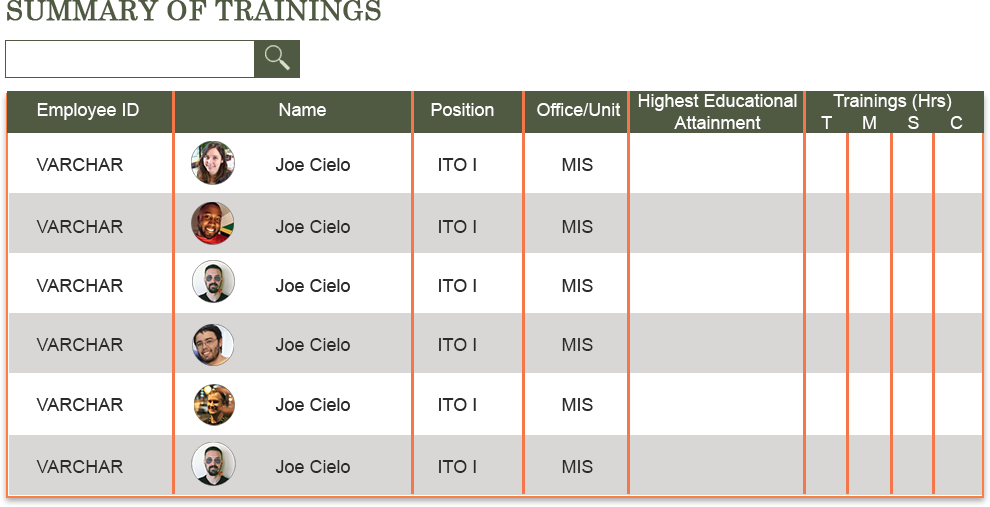 SUMMARY OF TRAININGS
Employee ID Name Position Office/Unit Highest Educational Attainment Trainings (Hrs)
T M S C
VARCHAR Joe Cielo ITO I MIS
VARCHAR Joe Cielo ITO I MIS
VARCHAR Joe Cielo ITO I MIS
VARCHAR Joe Cielo ITO I MIS
VARCHAR Joe Cielo ITO I MIS
VARCHAR Joe Cielo ITO I MIS